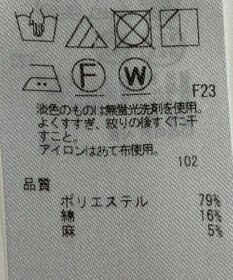 F
W
F23
淡色のものは無蛍光洗剤を使用。
よくすすぎ、絞りの後すぐに干
すこと。
アイロンはあて布使用。
102
品質
ポリエステル 79%
綿 16%
麻 5%